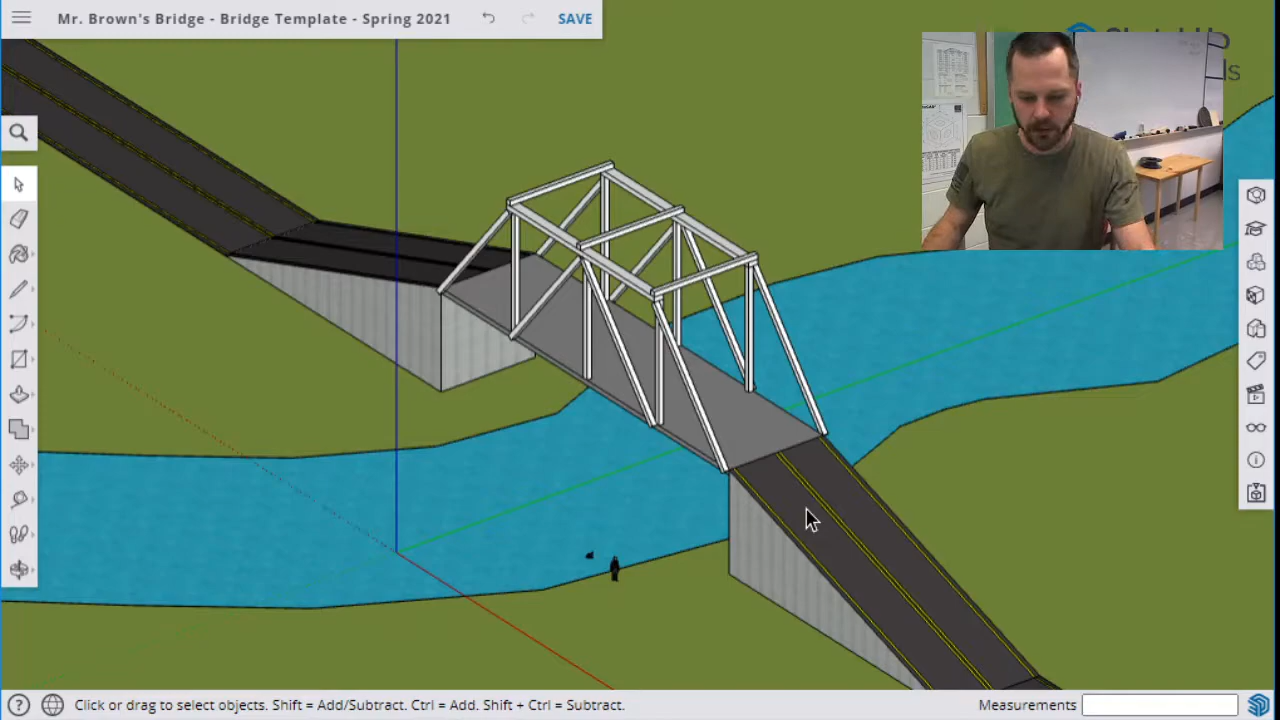 Mr. Brown's Bridge - Bridge Template - Spring 2021
SAVE
Click or drag to select objects. Shift = Add/Subtract. Ctrl = Add. Shift + Ctrl = Subtract.
Measurements